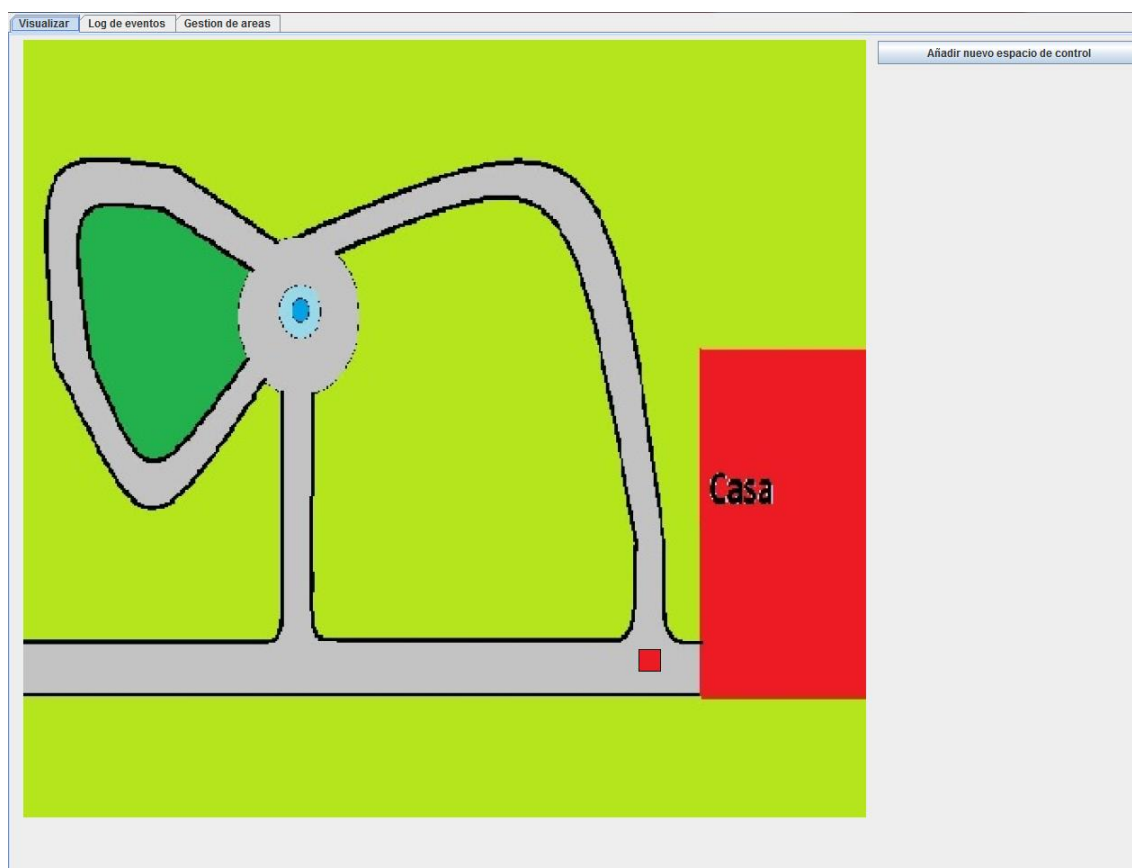 Visualizar Log de eventos Gestion de areas
Añadir nuevo espacio de control
Casa